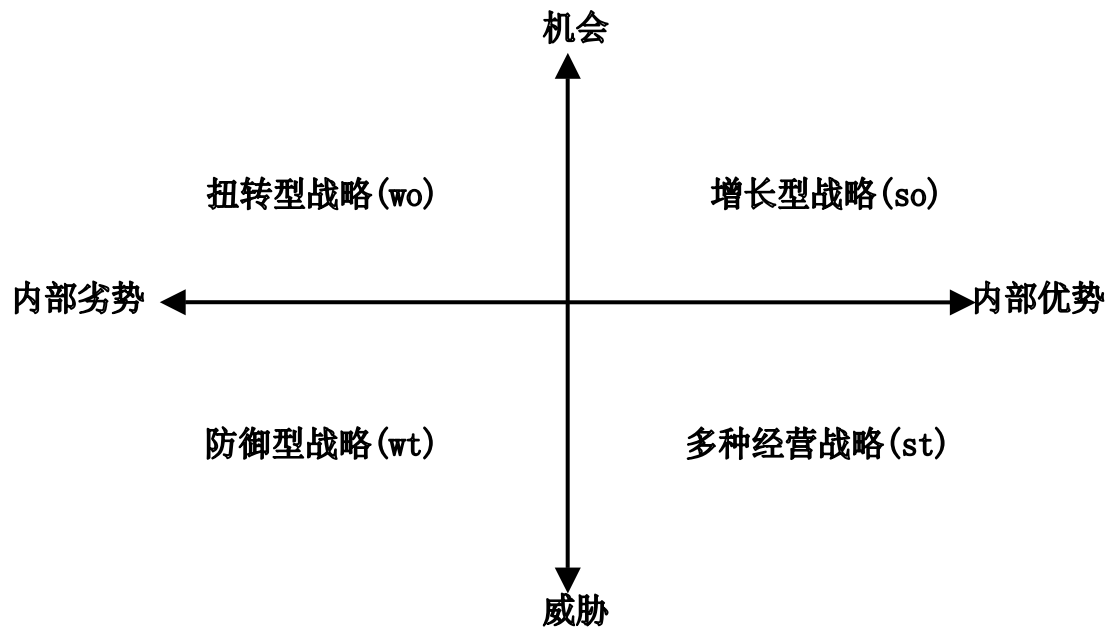 机会
扭转型战略(wo)
增长型战略(so)
内部劣势
内部优势
防御型战略(wt)
多种经营战略(st)
威胁